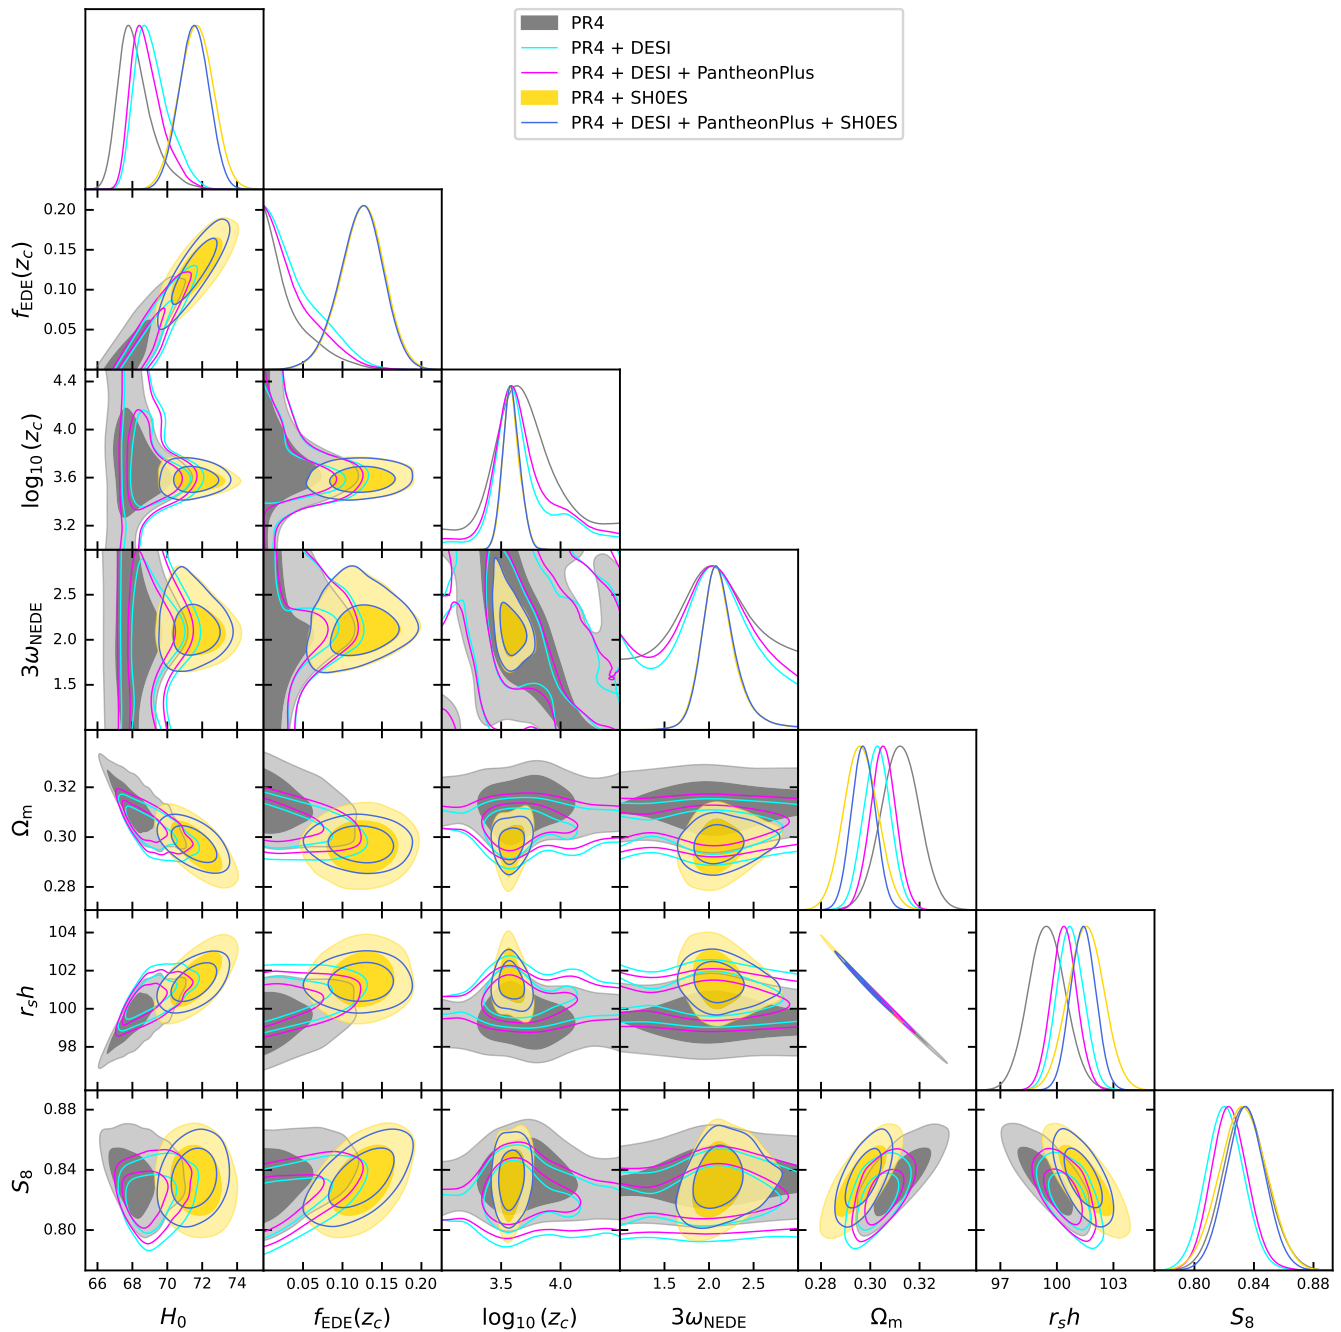 PR4
PR4 + DESI
PR4 + DESI + PantheonPlus
PR4 + SH0ES
PR4 + DESI + PantheonPlus + SH0ES
0.20
0.15
0.10
0.05
f_EDE(z_c)
4.4
4.0
3.6
3.2
log₁₀(z_c)
2.5
2.0
1.5
3ω_NEDE
0.32
0.30
0.28
Ω_m
104
102
100
98
r_s h
0.88
0.84
0.80
S₈
66 68 70 72 74
0.05 0.10 0.15 0.20
3.5 4.0
1.5 2.0 2.5
0.28 0.30 0.32
97 100 103
0.80 0.84 0.88
H₀
f_EDE(z_c)
log₁₀(z_c)
3ω_NEDE
Ω_m
r_s h
S₈